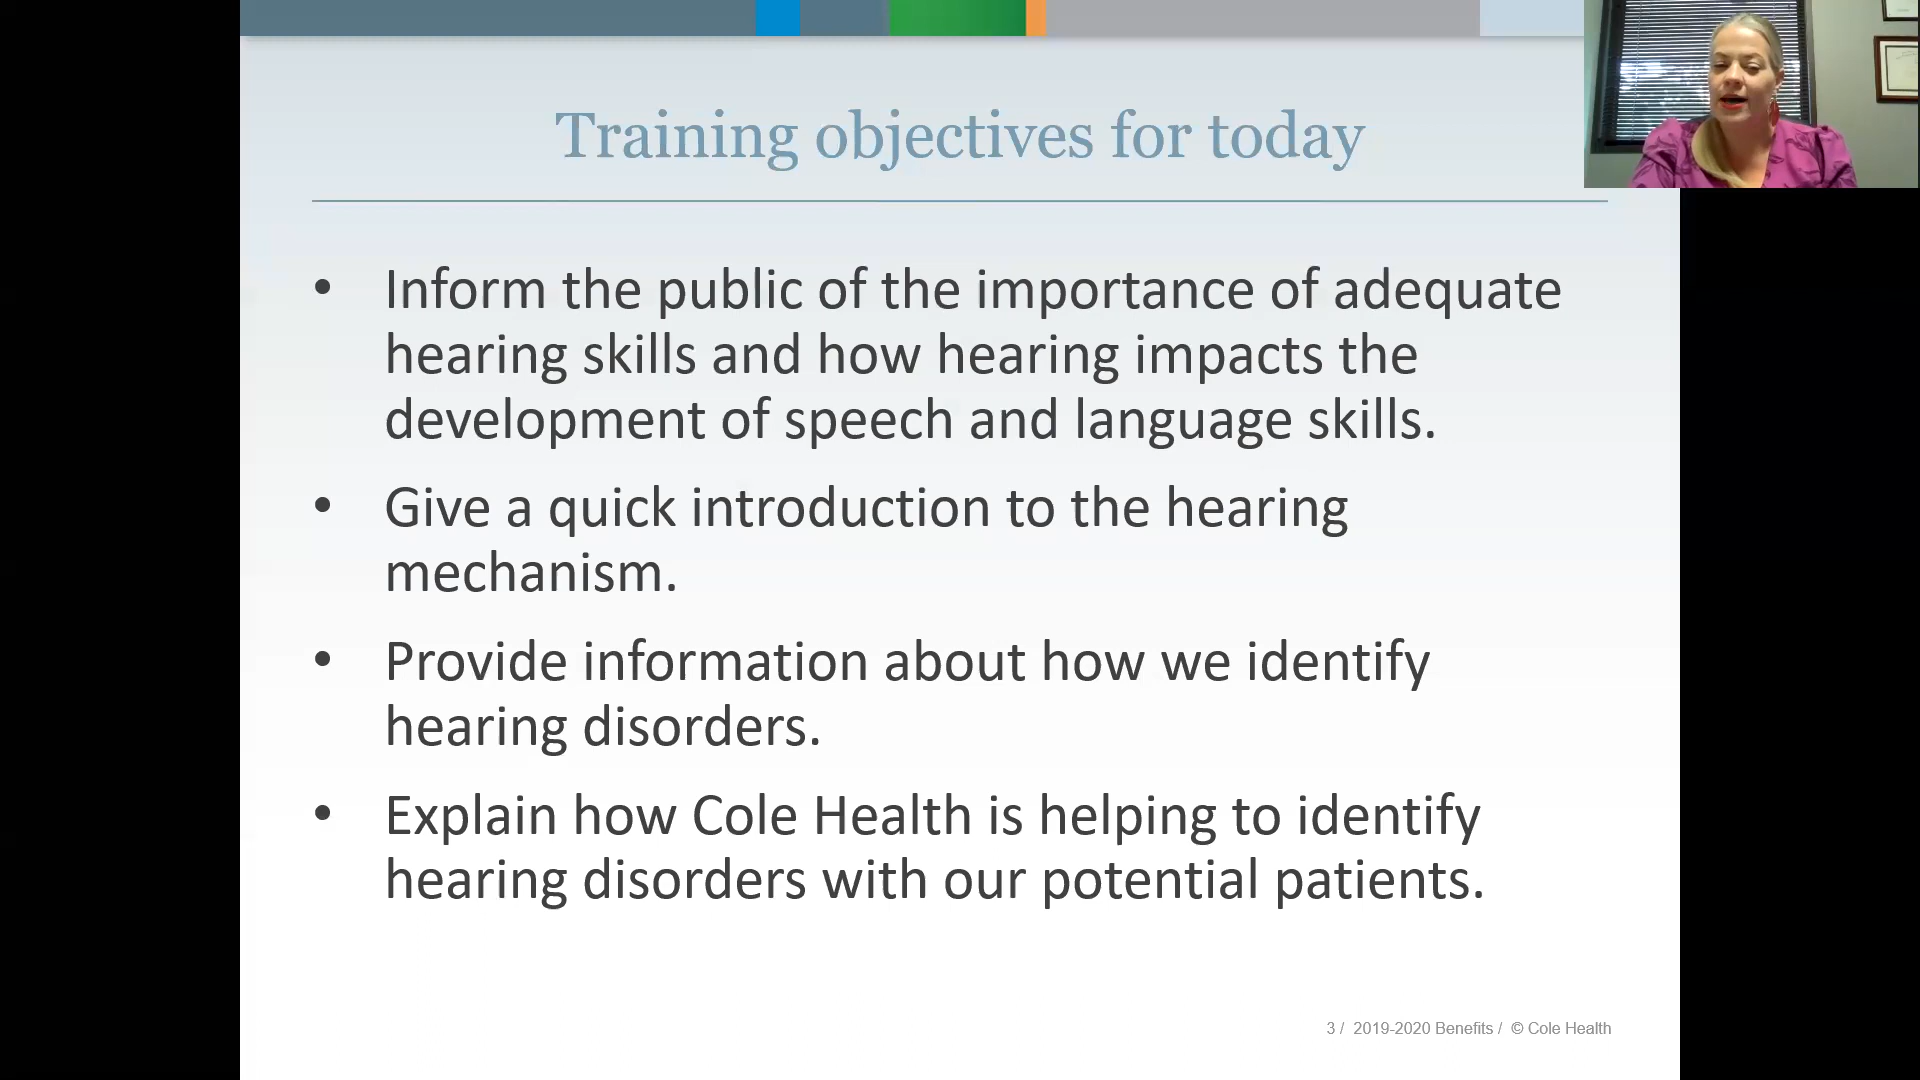 Training objectives for today
• Inform the public of the importance of adequate
hearing skills and how hearing impacts the
development of speech and language skills.
• Give a quick introduction to the hearing
mechanism.
• Provide information about how we identify
hearing disorders.
• Explain how Cole Health is helping to identify
hearing disorders with our potential patients.
3 / 2019-2020 Benefits / © Cole Health